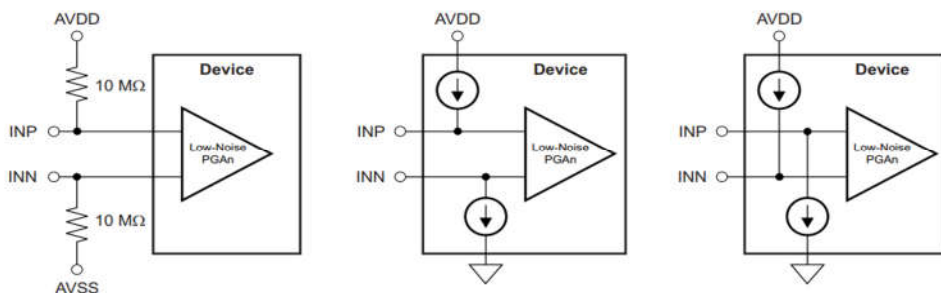 AVDD
Device
10 MΩ
INP
Low-Noise
PGAn
INN
10 MΩ
AVSS
AVDD
Device
INP
Low-Noise
PGAn
INN
AVDD
Device
INP
Low-Noise
PGAn
INN